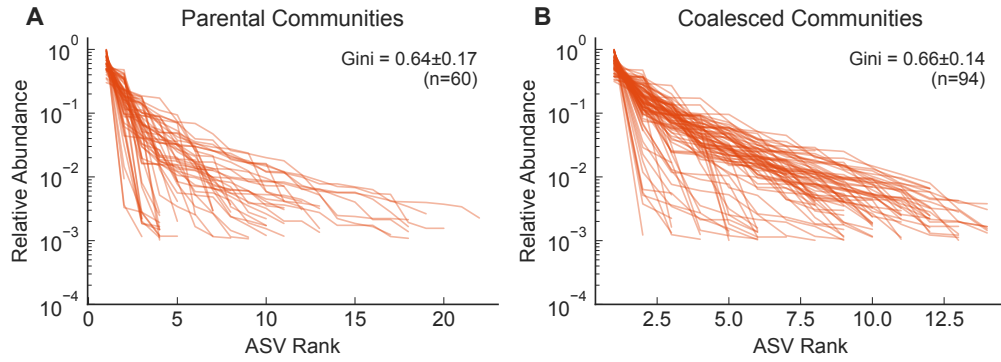 A Parental Communities
Gini = 0.64±0.17
(n=60)
10^0
10^−1
10^−2
10^−3
10^−4
Relative Abundance
0 5 10 15 20
ASV Rank
B Coalesced Communities
Gini = 0.66±0.14
(n=94)
10^0
10^−1
10^−2
10^−3
10^−4
Relative Abundance
2.5 5.0 7.5 10.0 12.5
ASV Rank